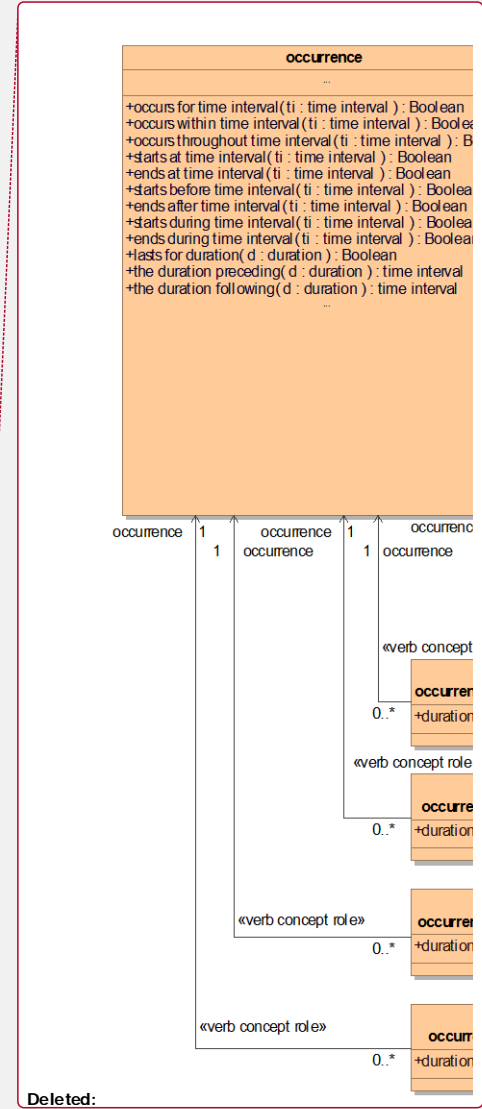 occurrence
...
+occurs for time interval( ti : time interval ) : Boolean
+occurs within time interval( ti : time interval ) : Boolea
+occurs throughout time interval( ti : time interval ) : B
+starts at time interval( ti : time interval ) : Boolean
+ends at time interval( ti : time interval ) : Boolean
+starts before time interval( ti : time interval ) : Boolea
+ends after time interval( ti : time interval ) : Boolean
+starts during time interval( ti : time interval ) : Boolea
+ends during time interval( ti : time interval ) : Boolean
+lasts for duration( d : duration ) : Boolean
+the duration preceding( d : duration ) : time interval
+the duration following( d : duration ) : time interval
...
occurrence 1 occurrence 1 occurrenc
1 occurrence 1 occurrence
«verb concept
occurren
0..* +duration
«verb concept role
occurre
0..* +duration
«verb concept role»
occurren
0..* +duration
«verb concept role»
occurr
0..* +duration
Deleted: